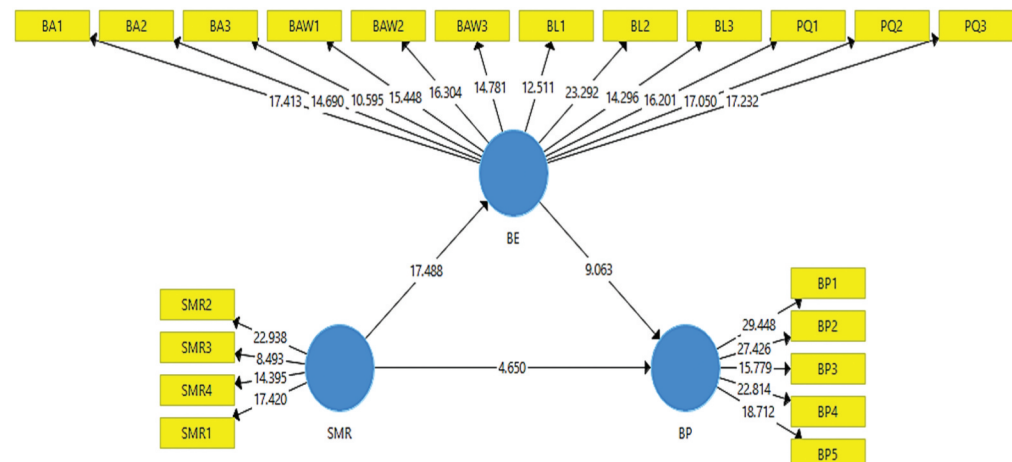 BA1 BA2 BA3 BAW1 BAW2 BAW3 BL1 BL2 BL3 PQ1 PQ2 PQ3
17.413 14.690 10.595 15.448 16.304 14.781 12.511 23.292 14.296 16.201 17.050 17.232
BE
17.488 9.063
SMR2
SMR3
SMR4
SMR1
22.938
8.493
14.395
17.420
SMR
4.650
BP
29.448
27.426
15.779
22.814
18.712
BP1
BP2
BP3
BP4
BP5